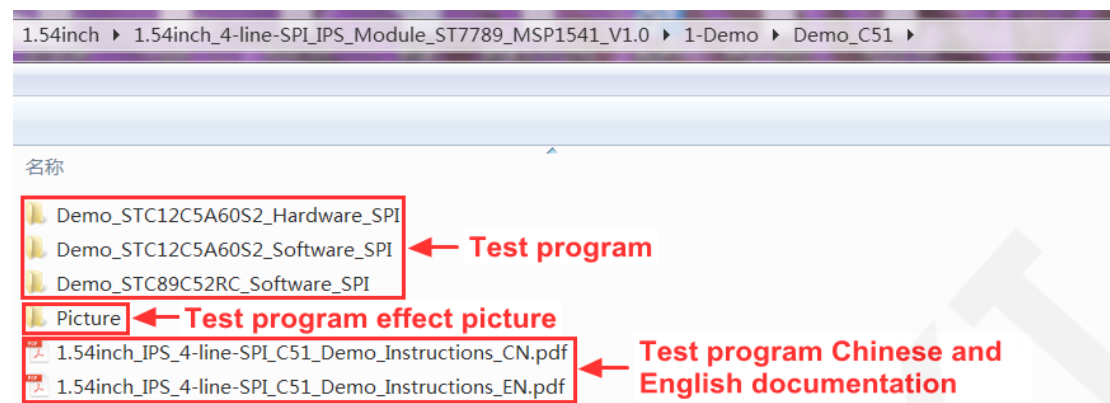 1.54inch ▸ 1.54inch_4-line-SPI_IPS_Module_ST7789_MSP1541_V1.0 ▸ 1-Demo ▸ Demo_C51 ▸
名称
Demo_STC12C5A60S2_Hardware_SPI
Demo_STC12C5A60S2_Software_SPI
Test program
Demo_STC89C52RC_Software_SPI
Picture
Test program effect picture
1.54inch_IPS_4-line-SPI_C51_Demo_Instructions_CN.pdf
1.54inch_IPS_4-line-SPI_C51_Demo_Instructions_EN.pdf
Test program Chinese and
English documentation